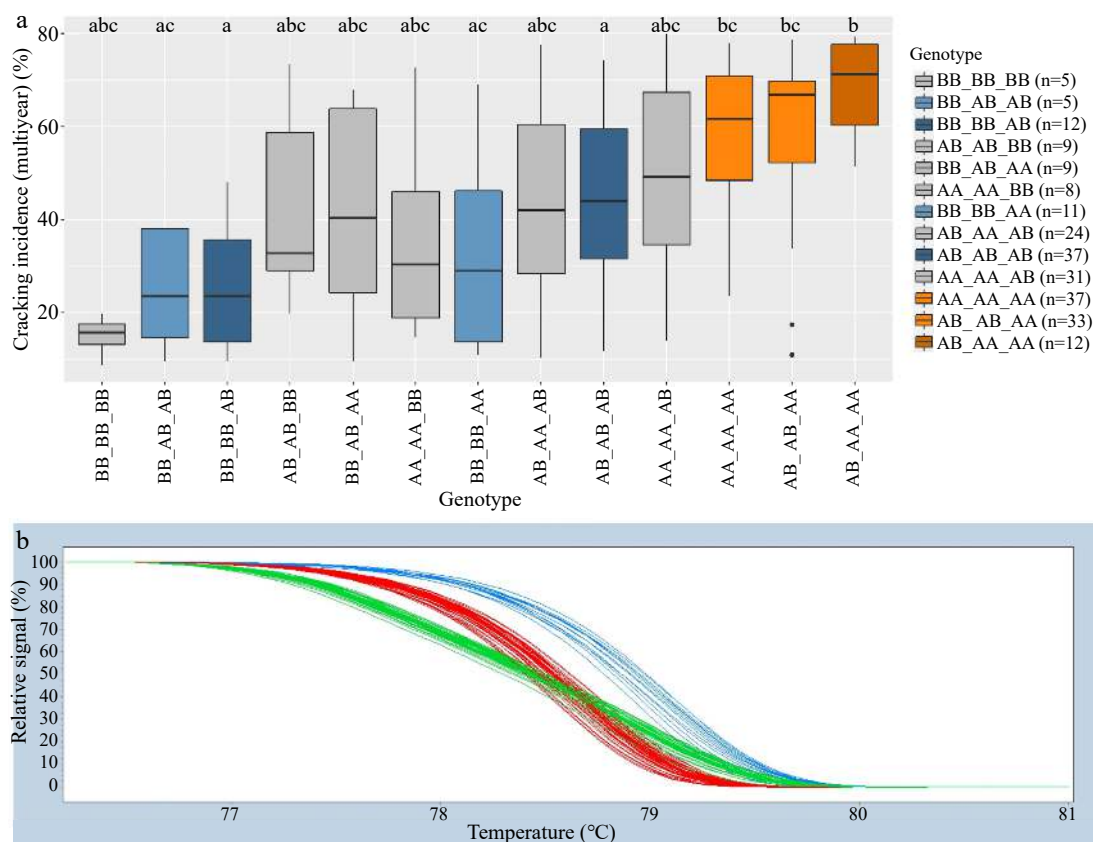 a
abc ac a abc abc abc abc abc a abc bc bc b
Cracking incidence (multiyear) (%)
80
60
40
20
BB_BB_BB
BB_AB_AB
BB_BB_AB
AB_AB_BB
BB_AB_AA
AA_AA_BB
BB_BB_AA
AB_AA_AB
AB_AB_AB
AA_AA_AB
AA_AA_AA
AB_ AB_AA
AB_AA_AA
Genotype
Genotype
BB_BB_BB (n=5)
BB_AB_AB (n=5)
BB_BB_AB (n=12)
AB_AB_BB (n=9)
BB_AB_AA (n=9)
AA_AA_BB (n=8)
BB_BB_AA (n=11)
AB_AA_AB (n=24)
AB_AB_AB (n=37)
AA_AA_AB (n=31)
AA_AA_AA (n=37)
AB_ AB_AA (n=33)
AB_AA_AA (n=12)
b
Relative signal (%)
100
90
80
70
60
50
40
30
20
10
0
77 78 79 80 81
Temperature (°C)